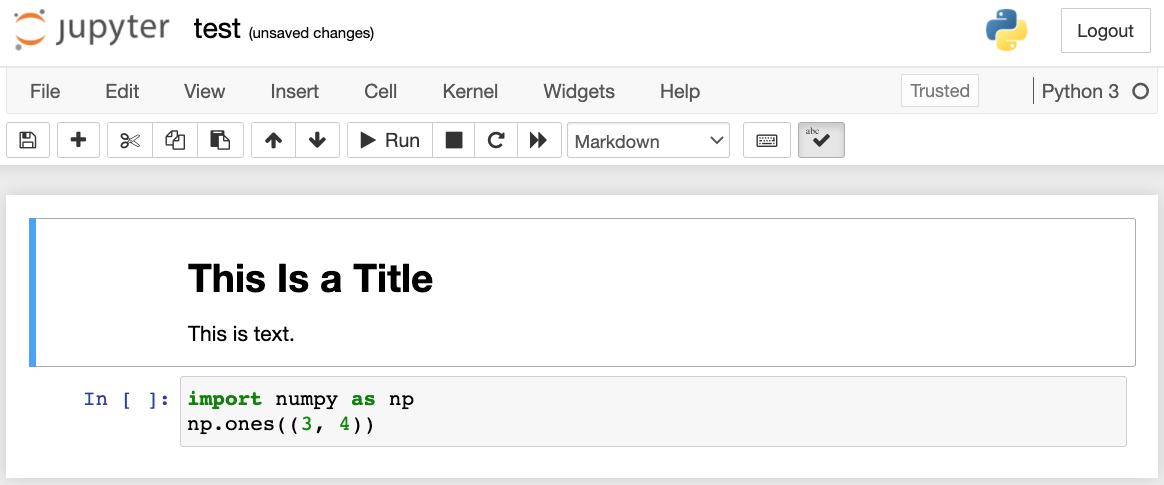 jupyter test (unsaved changes) Logout
File Edit View Insert Cell Kernel Widgets Help Trusted Python 3
Run Markdown abc
This Is a Title
This is text.
In [ ]: import numpy as np
np.ones((3, 4))